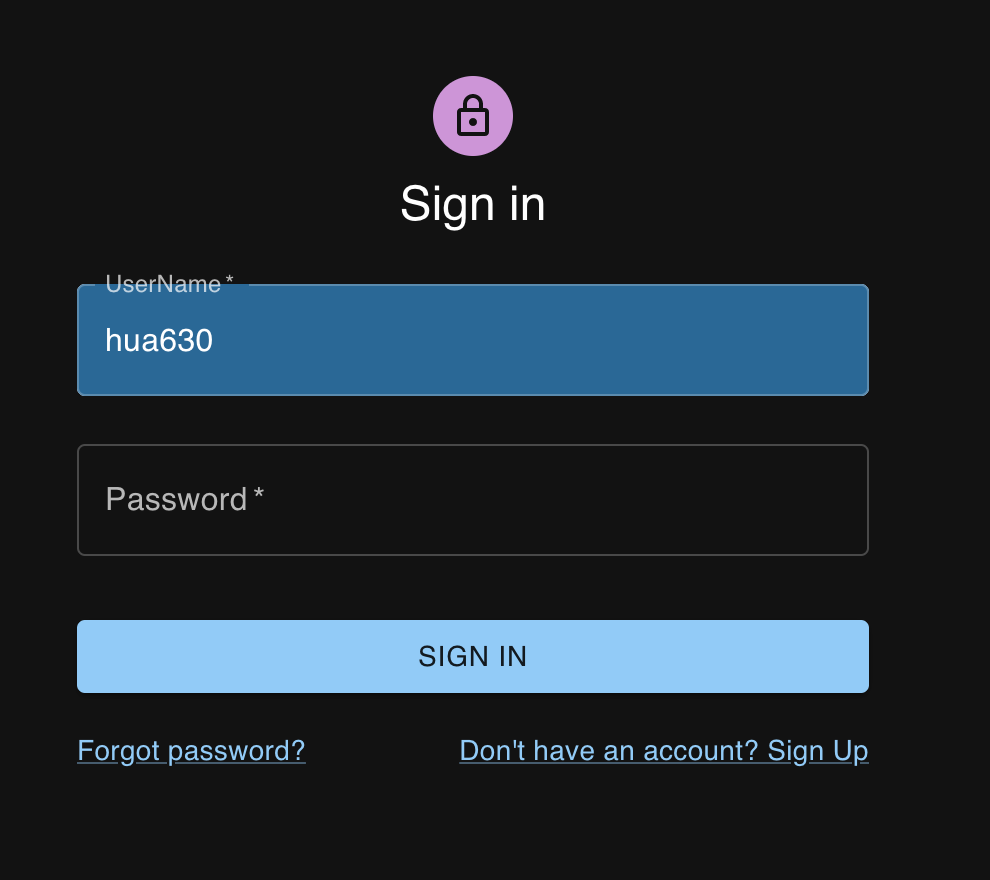 Sign in
UserName *
hua630
Password *
SIGN IN
Forgot password? Don't have an account? Sign Up